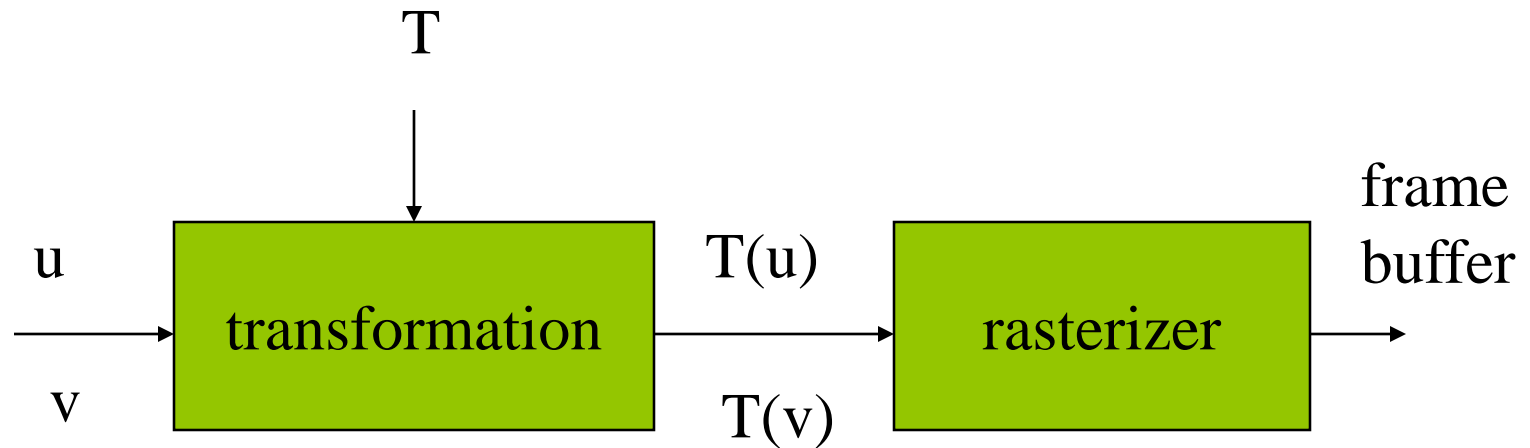 T
frame
buffer
u
T(u)
transformation
rasterizer
v
T(v)